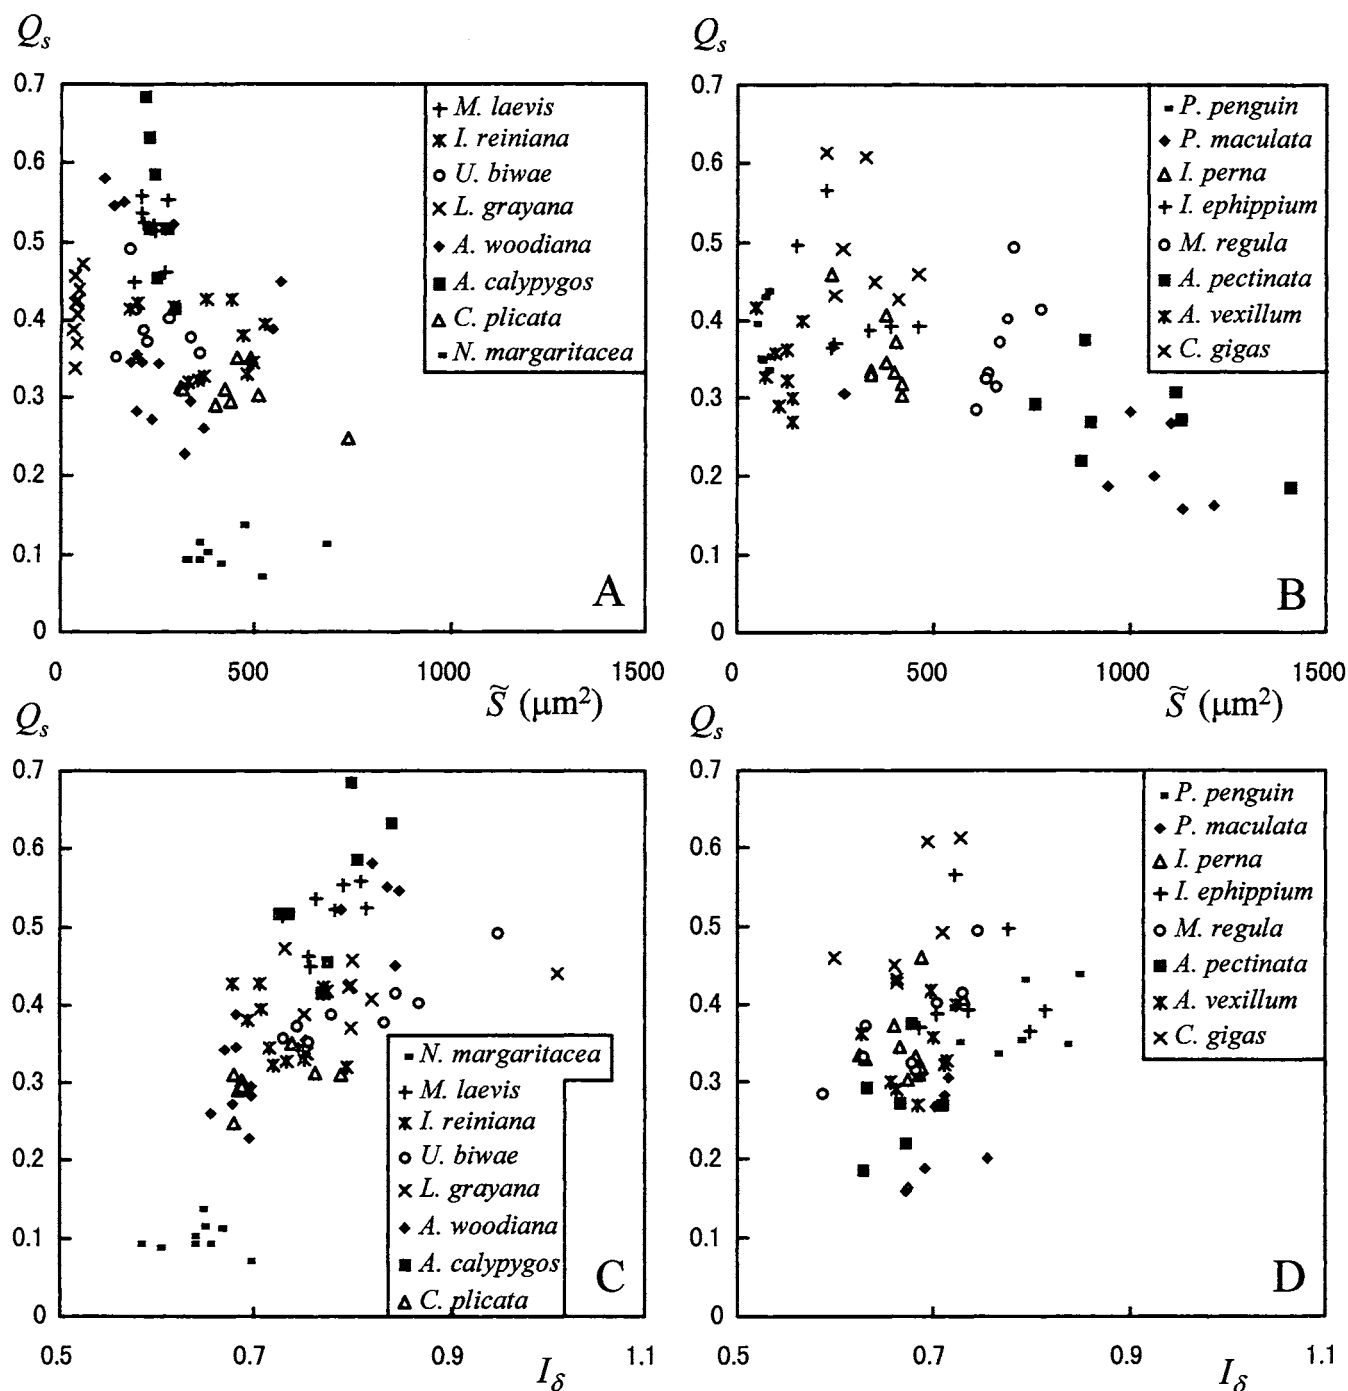 Qs
0.7
0.6
0.5
0.4
0.3
0.2
0.1
0
M. laevis
I. reiniana
U. biwae
L. grayana
A. woodiana
A. calypygos
C. plicata
N. margaritacea
A
0 500 1000 1500
S̃ (μm²)
Qs
0.7
0.6
0.5
0.4
0.3
0.2
0.1
0
P. penguin
P. maculata
I. perna
I. ephippium
M. regula
A. pectinata
A. vexillum
C. gigas
B
0 500 1000 1500
S̃ (μm²)
Qs
0.7
0.6
0.5
0.4
0.3
0.2
0.1
0
N. margaritacea
M. laevis
I. reiniana
U. biwae
L. grayana
A. woodiana
A. calypygos
C. plicata
C
0.5 0.7 0.9 1.1
Iδ
Qs
0.7
0.6
0.5
0.4
0.3
0.2
0.1
0
P. penguin
P. maculata
I. perna
I. ephippium
M. regula
A. pectinata
A. vexillum
C. gigas
D
0.5 0.7 0.9 1.1
Iδ